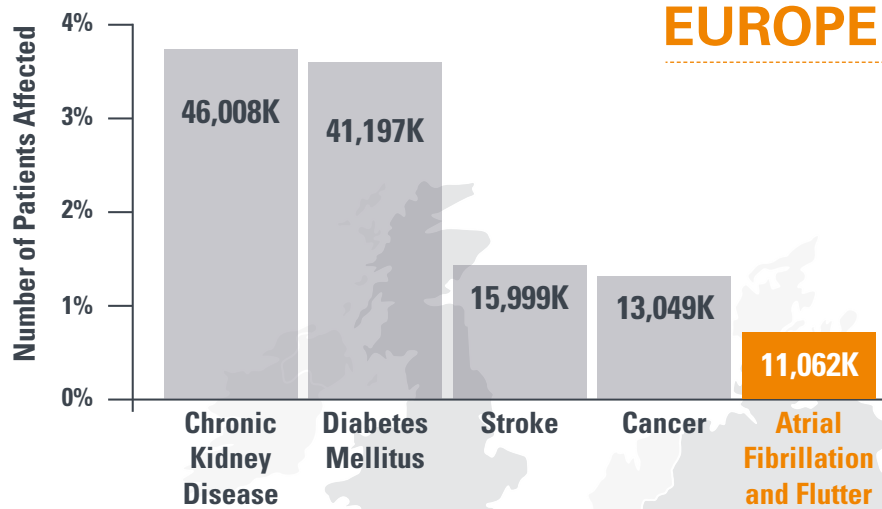 EUROPE
Number of Patients Affected
4%
3%
2%
1%
0%
46,008K
41,197K
15,999K
13,049K
11,062K
Chronic
Kidney
Disease
Diabetes
Mellitus
Stroke
Cancer
Atrial
Fibrillation
and Flutter